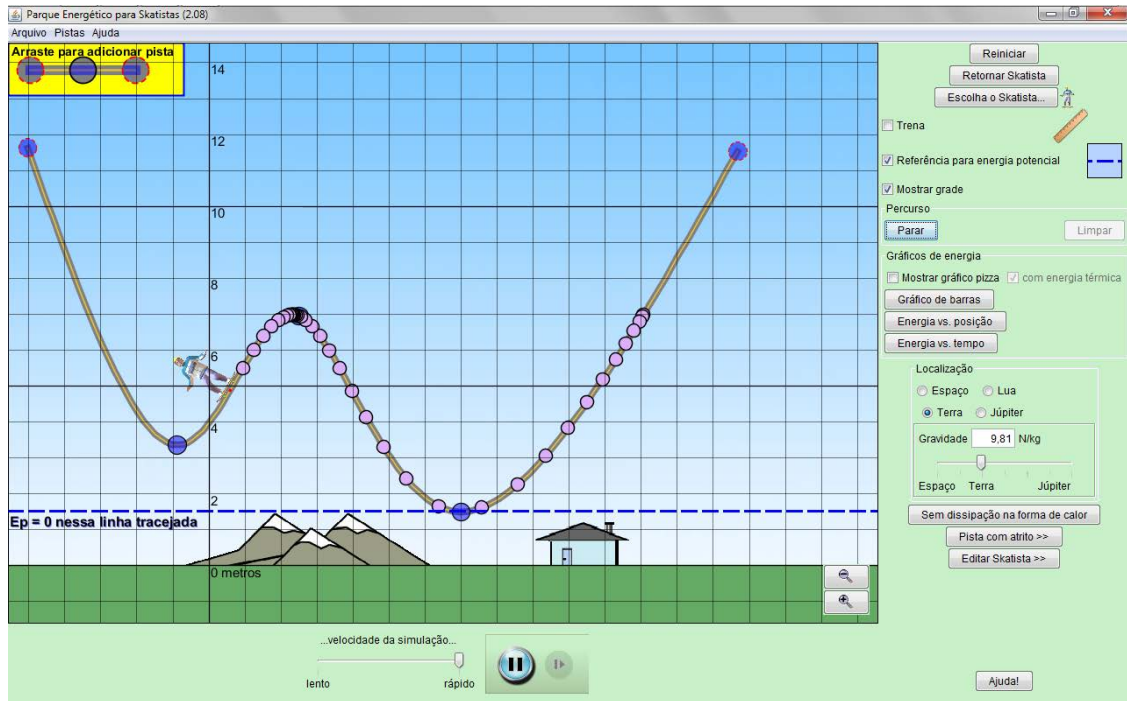 Parque Energético para Skatistas (2.08)
Arquivo Pistas Ajuda
Arraste para adicionar pista
14
12
10
8
6
4
2
Ep = 0 nessa linha tracejada
0 metros
Reiniciar
Retornar Skatista
Escolha o Skatista...
Trena
Referência para energia potencial
Mostrar grade
Percurso
Parar Limpar
Gráficos de energia
Mostrar gráfico pizza com energia térmica
Gráfico de barras
Energia vs. posição
Energia vs. tempo
Localização
Espaço Lua
Terra Júpiter
Gravidade 9,81 N/kg
Espaço Terra Júpiter
Sem dissipação na forma de calor
Pista com atrito >>
Editar Skatista >>
...velocidade da simulação...
lento rápido
Ajuda!